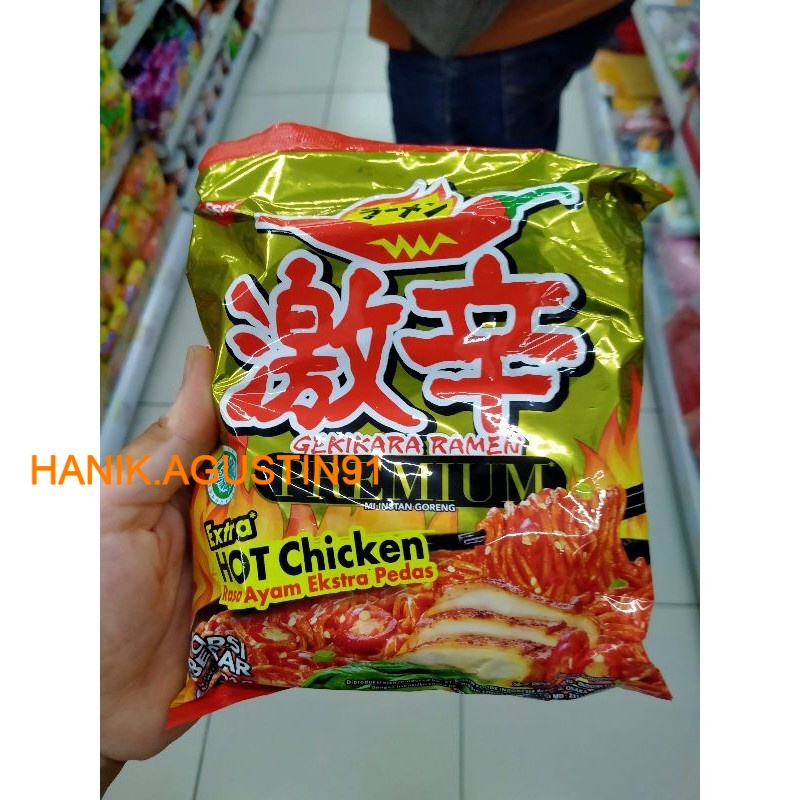 ラーメン
激辛
GEKIKARA RAMEN
HANIK.AGUSTIN91
PREMIUM
MI INSTAN GORENG
Extra*
HOT Chicken
Rasa Ayam Ekstra Pedas